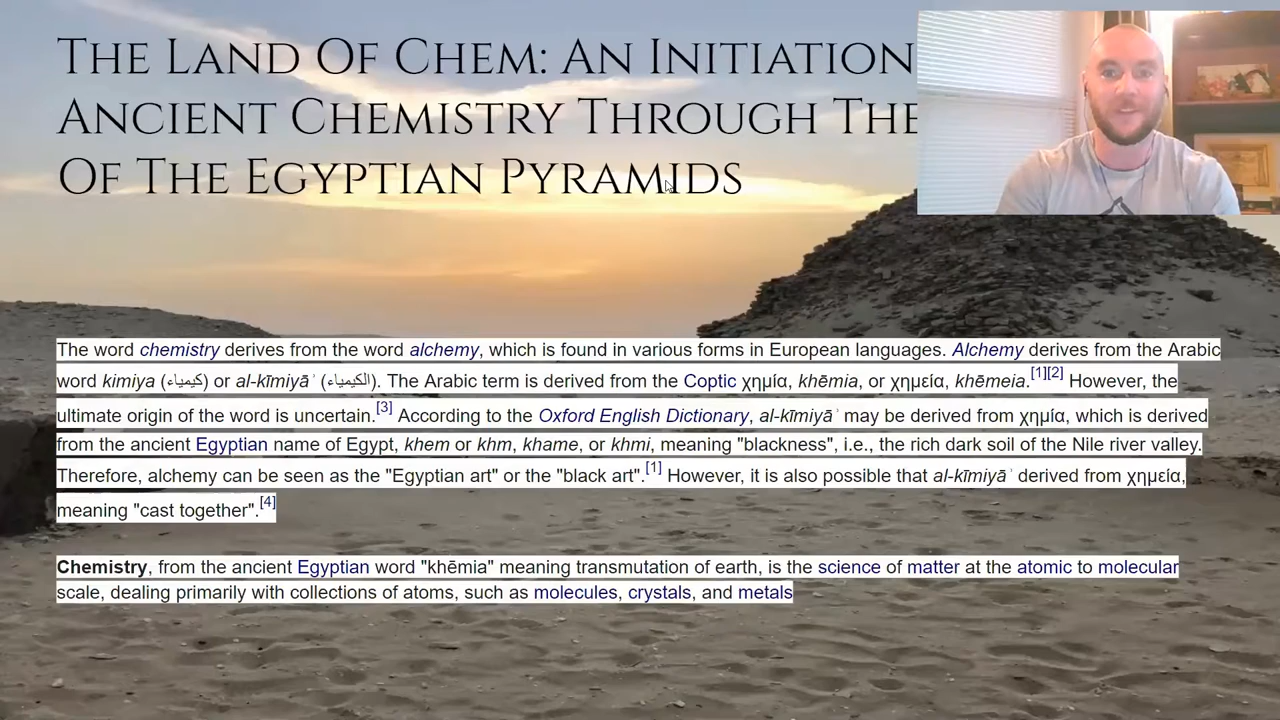 The Land Of Chem: An Initiation
Ancient Chemistry Through The
Of The Egyptian Pyramids
The word chemistry derives from the word alchemy, which is found in various forms in European languages. Alchemy derives from the Arabic
word kimiya (كيمياء) or al-kīmiyāʾ (الكيمياء). The Arabic term is derived from the Coptic χημία, khēmia, or χημεία, khēmeia.[1][2] However, the
ultimate origin of the word is uncertain.[3] According to the Oxford English Dictionary, al-kīmiyāʾ may be derived from χημία, which is derived
from the ancient Egyptian name of Egypt, khem or khm, khame, or khmi, meaning "blackness", i.e., the rich dark soil of the Nile river valley.
Therefore, alchemy can be seen as the "Egyptian art" or the "black art".[1] However, it is also possible that al-kīmiyāʾ derived from χημεία,
meaning "cast together".[4]
Chemistry, from the ancient Egyptian word "khēmia" meaning transmutation of earth, is the science of matter at the atomic to molecular
scale, dealing primarily with collections of atoms, such as molecules, crystals, and metals